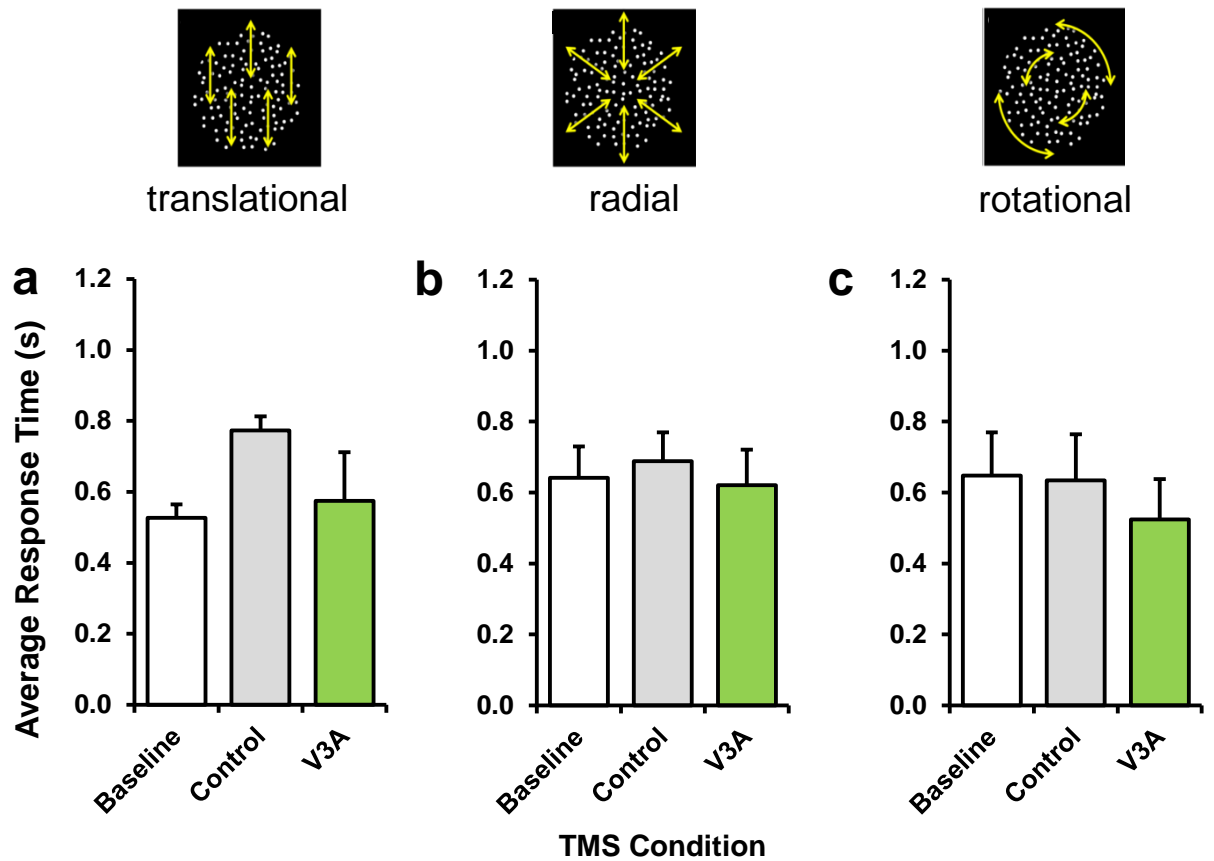 translational
radial
rotational
a
b
c
Average Response Time (s)
1.2
1.0
0.8
0.6
0.4
0.2
0.0
Baseline
Control
V3A
1.2
1.0
0.8
0.6
0.4
0.2
0.0
Baseline
Control
V3A
1.2
1.0
0.8
0.6
0.4
0.2
0.0
Baseline
Control
V3A
TMS Condition